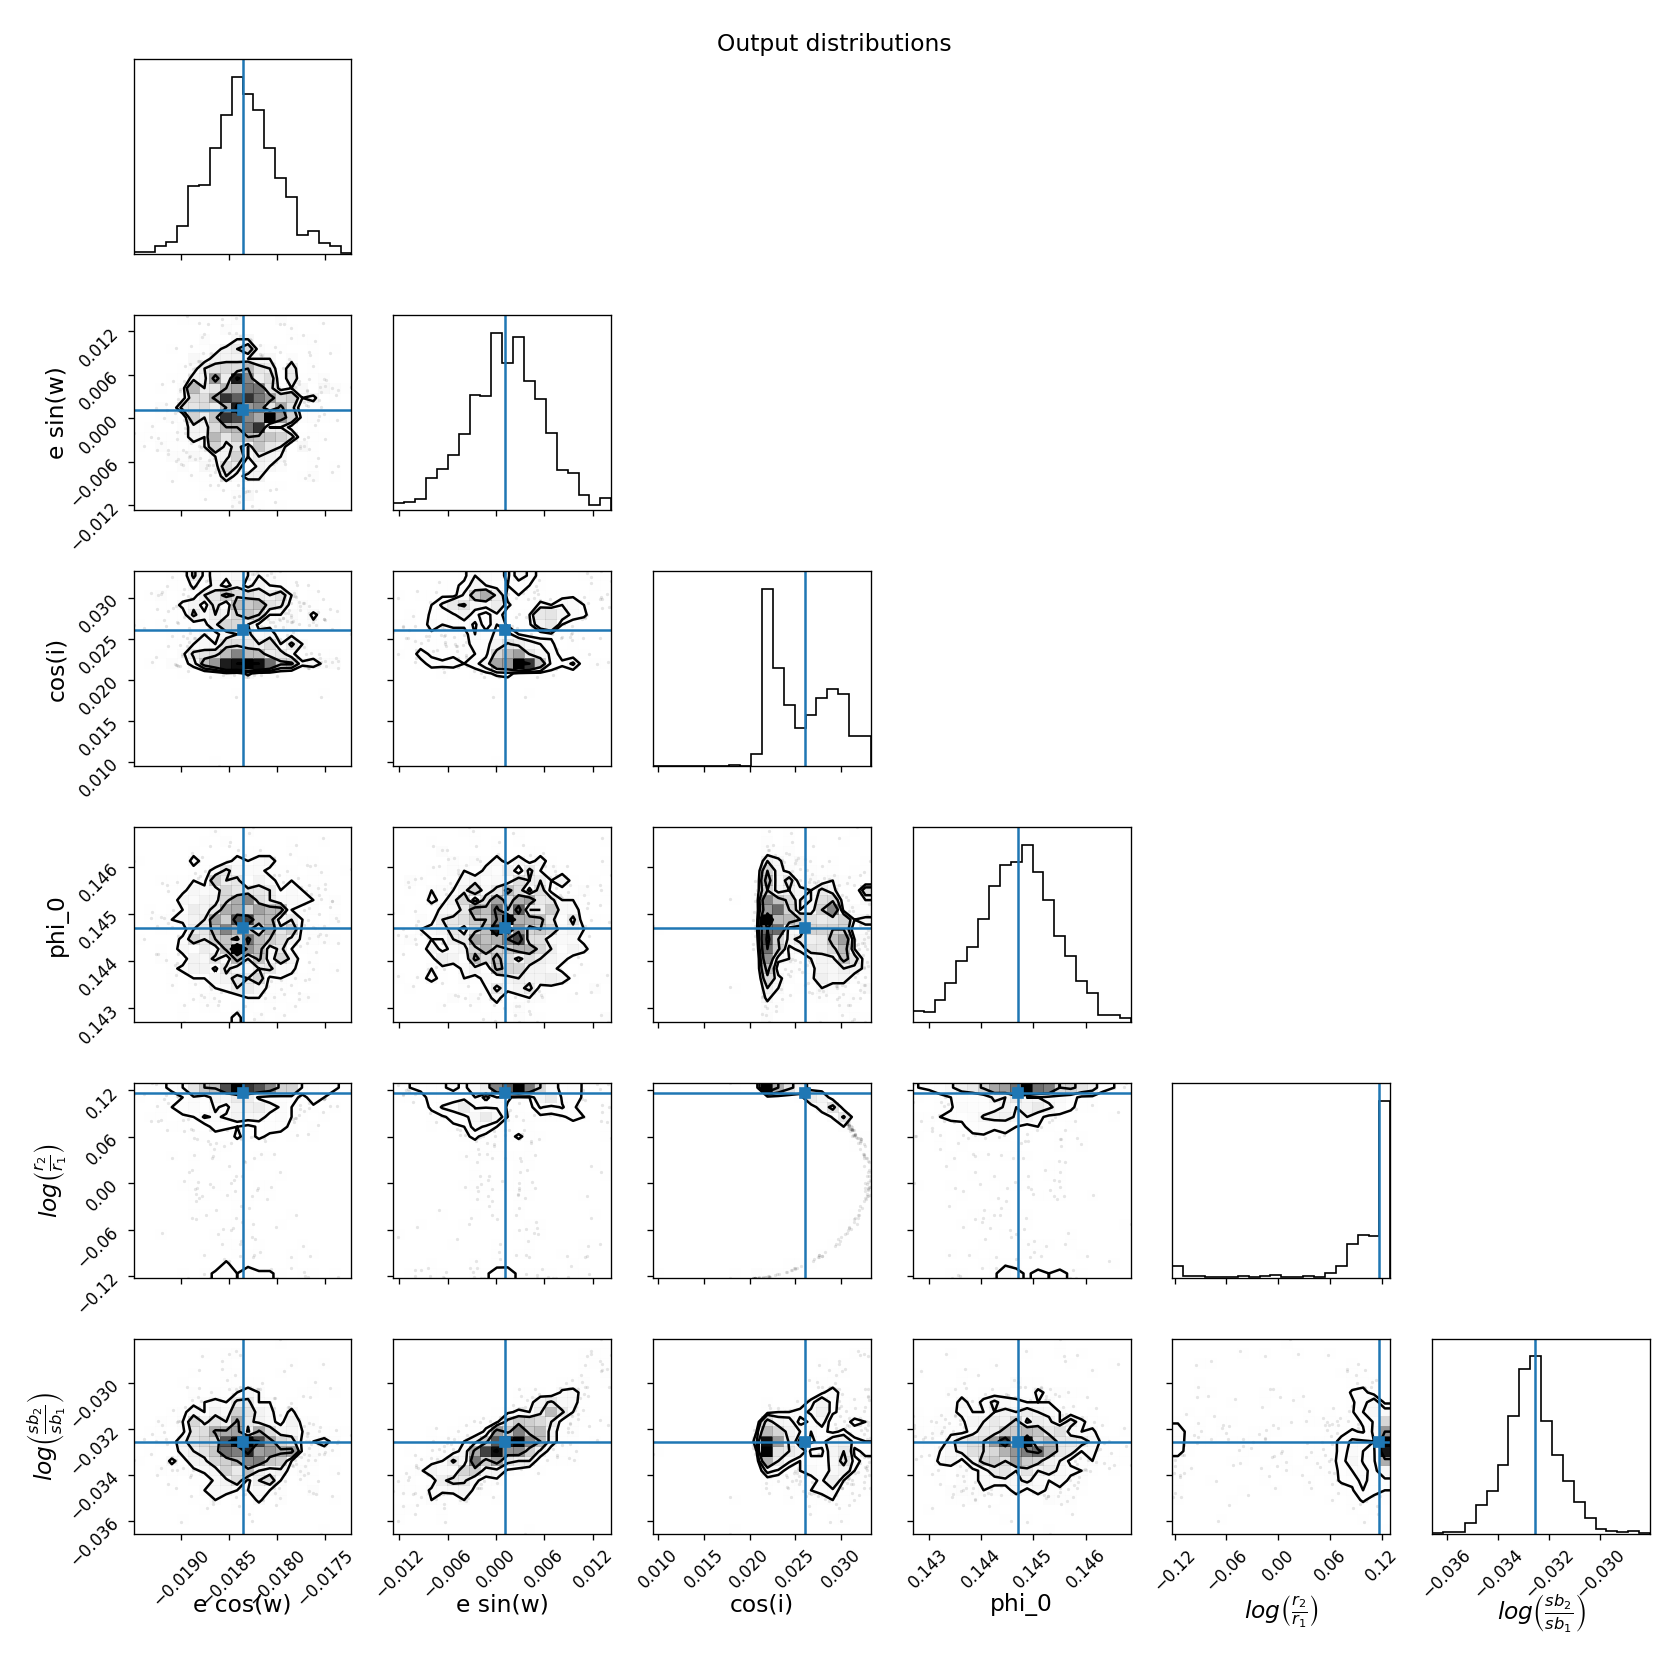 Output distributions
e sin(w)
0.012
0.006
0.000
−0.006
−0.012
cos(i)
0.030
0.025
0.020
0.015
0.010
phi_0
0.146
0.145
0.144
0.143
log(r2/r1)
0.12
0.06
0.00
−0.06
−0.12
log(sb2/sb1)
−0.030
−0.032
−0.034
−0.036
−0.0190 −0.0185 −0.0180 −0.0175
−0.012 −0.006 0.000 0.006 0.012
0.010 0.015 0.020 0.025 0.030
0.143 0.144 0.145 0.146
−0.12 −0.06 0.00 0.06 0.12
−0.036 −0.034 −0.032 −0.030
e cos(w) e sin(w) cos(i) phi_0 log(r2/r1) log(sb2/sb1)